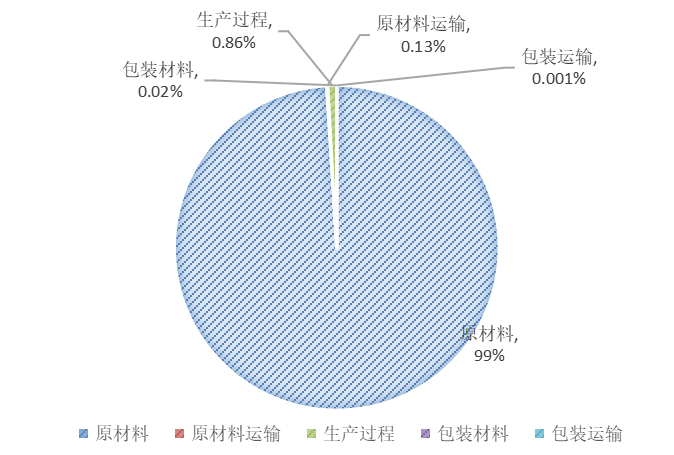 生产过程,
0.86%
原材料运输,
0.13%
包装运输,
0.001%
包装材料,
0.02%
原材料,
99%
原材料 原材料运输 生产过程 包装材料 包装运输